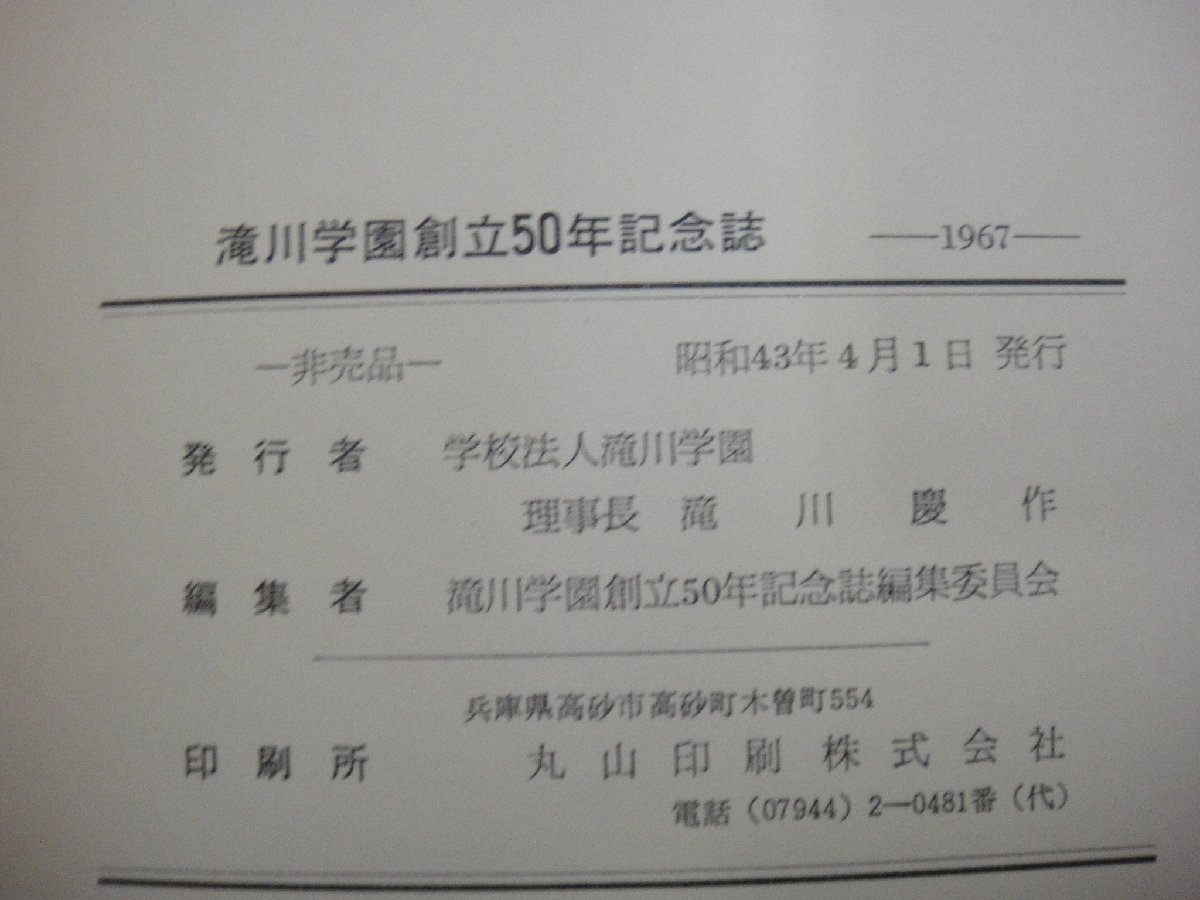 滝川学園創立50年記念誌 ——1967——
—非売品— 昭和43年4月1日 発行
発行者 学校法人滝川学園
理事長 滝川慶作
編集者 滝川学園創立50年記念誌編集委員会
兵庫県高砂市高砂町木曽町554
印刷所 丸山印刷株式会社
電話（07944）2—0481番（代）